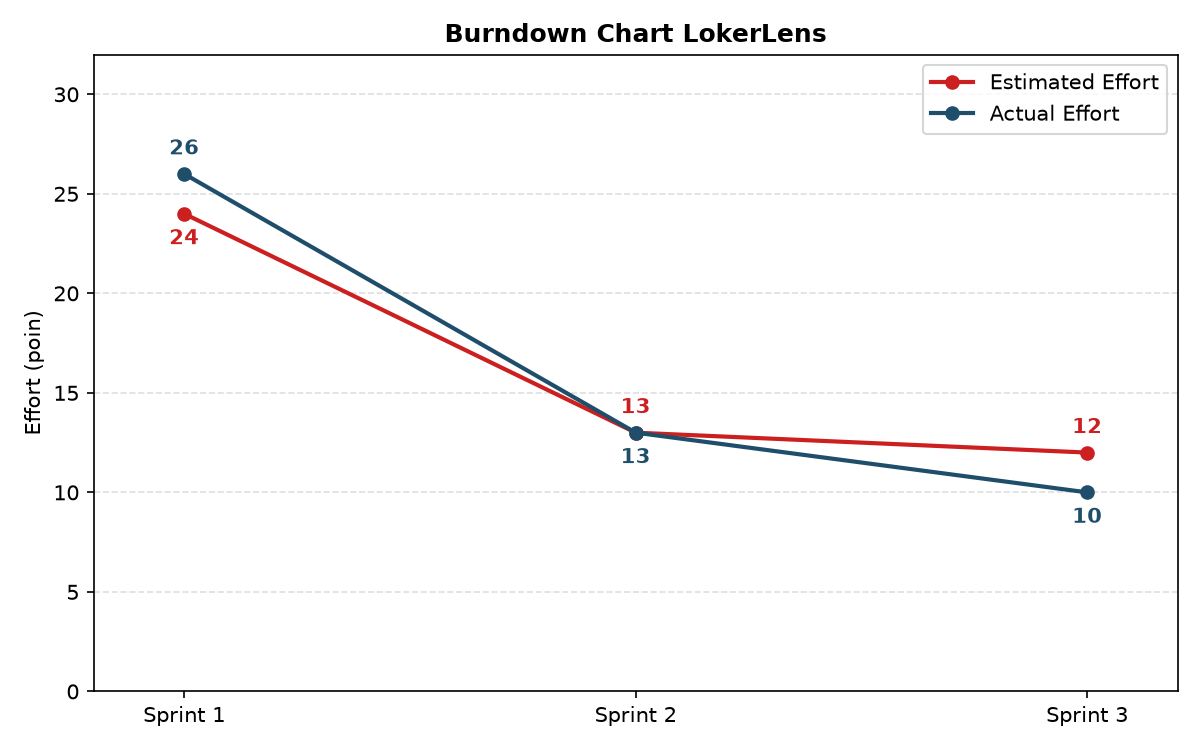 Burndown Chart LokerLens
Estimated Effort
Actual Effort
Effort (poin)
30
25
20
15
10
5
0
26
24
13
13
12
10
Sprint 1
Sprint 2
Sprint 3